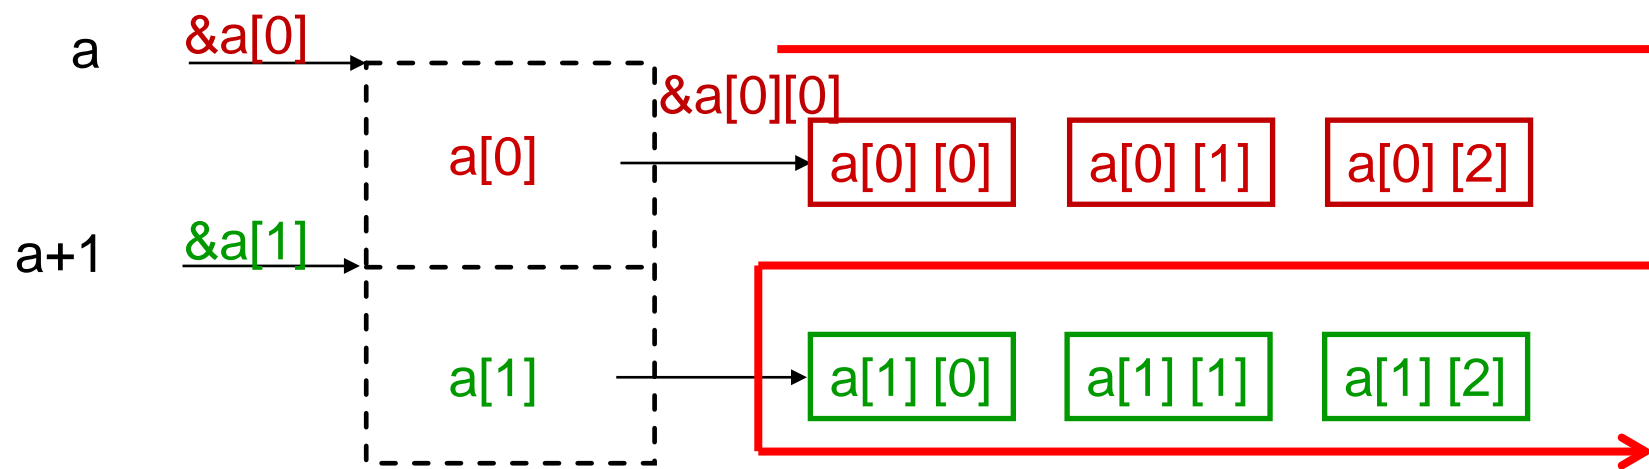 a &a[0]
&a[0][0]
a[0] a[0] [0] a[0] [1] a[0] [2]
a+1 &a[1]
a[1] a[1] [0] a[1] [1] a[1] [2]